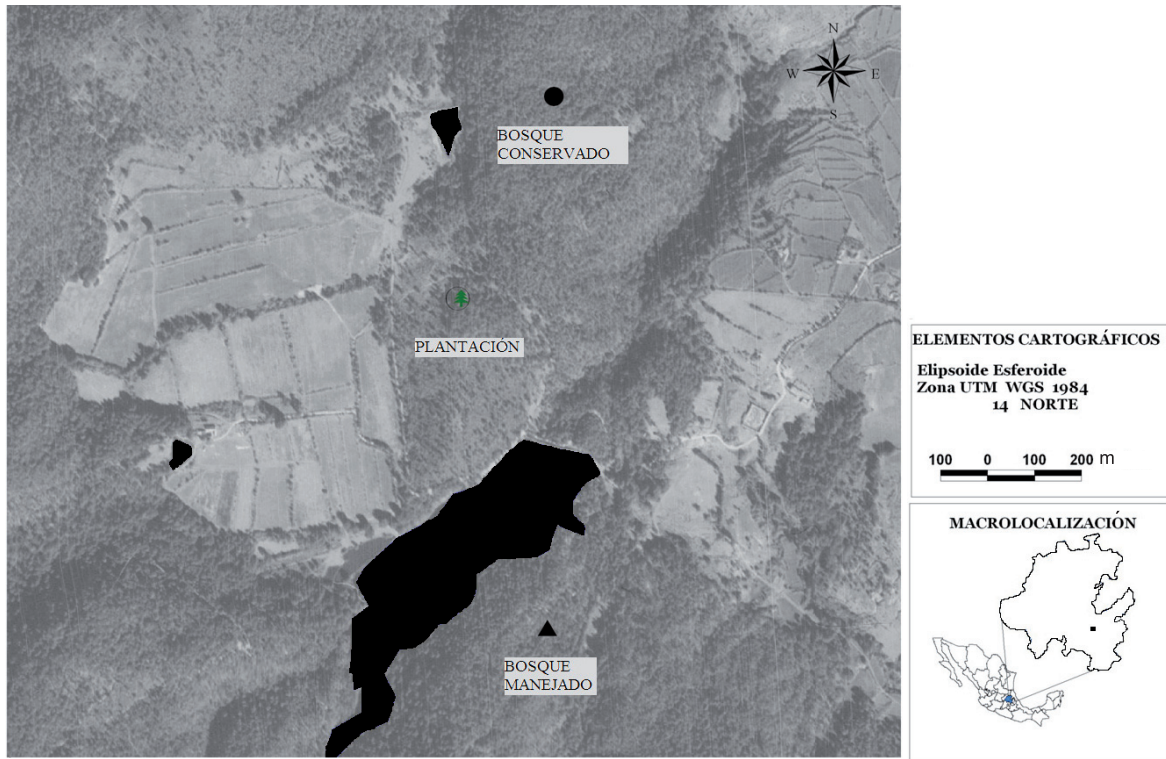 N
W E
S
BOSQUE
CONSERVADO
PLANTACIÓN
BOSQUE
MANEJADO
ELEMENTOS CARTOGRÁFICOS
Elipsoide Esferoide
Zona UTM WGS 1984
14 NORTE
100 0 100 200 m
MACROLOCALIZACIÓN